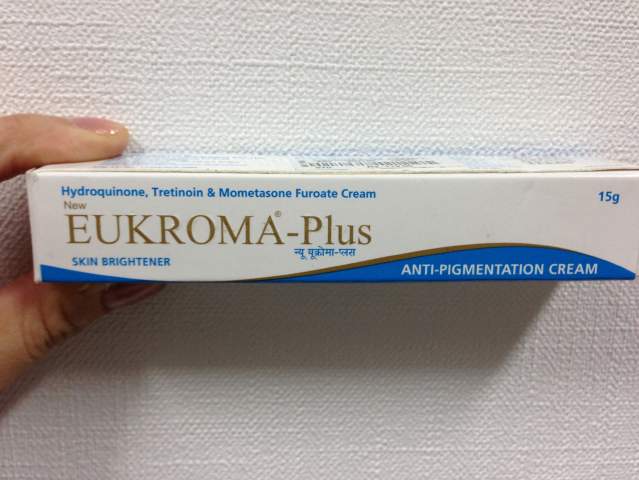 Hydroquinone, Tretinoin & Mometasone Furoate Cream
15g
New
EUKROMA®-Plus
न्यू यूक्रोमा-प्लस
SKIN BRIGHTENER
ANTI-PIGMENTATION CREAM